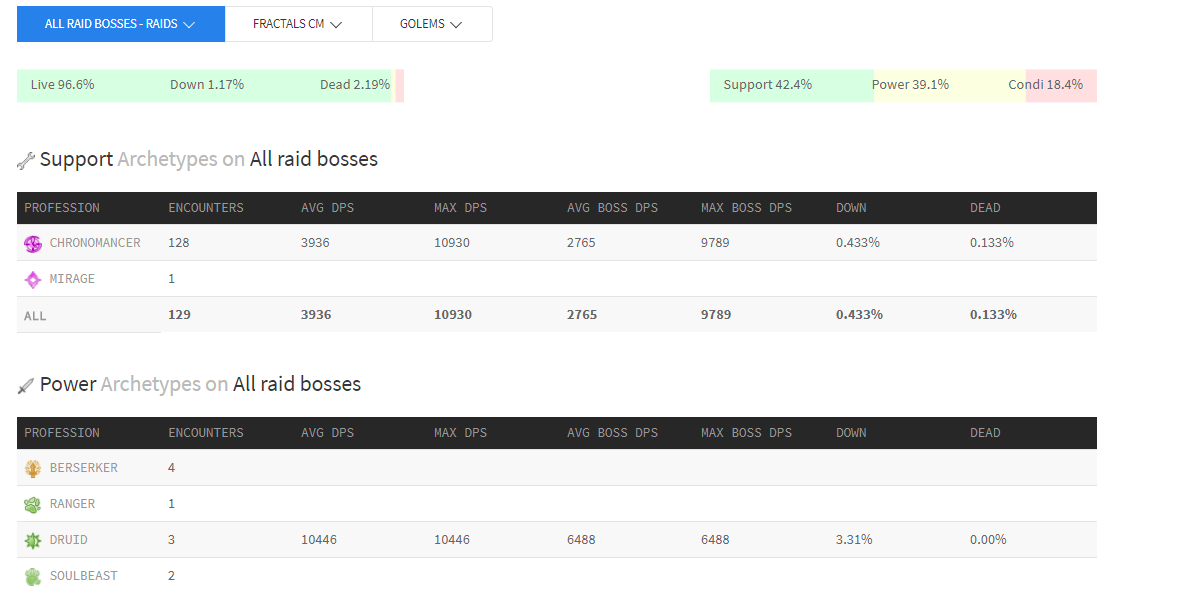 ALL RAID BOSSES - RAIDS FRACTALS CM GOLEMS
Live 96.6% Down 1.17% Dead 2.19% Support 42.4% Power 39.1% Condi 18.4%
Support Archetypes on All raid bosses
PROFESSION ENCOUNTERS AVG DPS MAX DPS AVG BOSS DPS MAX BOSS DPS DOWN DEAD
CHRONOMANCER 128 3936 10930 2765 9789 0.433% 0.133%
MIRAGE 1
ALL 129 3936 10930 2765 9789 0.433% 0.133%
Power Archetypes on All raid bosses
PROFESSION ENCOUNTERS AVG DPS MAX DPS AVG BOSS DPS MAX BOSS DPS DOWN DEAD
BERSERKER 4
RANGER 1
DRUID 3 10446 10446 6488 6488 3.31% 0.00%
SOULBEAST 2